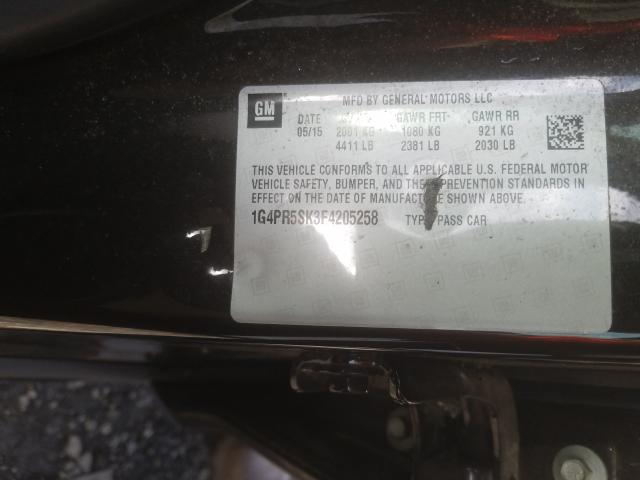 GM
MFD BY GENERAL MOTORS LLC
DATE GAWR FRT GAWR RR
05/15 2001 KG 1080 KG 921 KG
4411 LB 2381 LB 2030 LB
THIS VEHICLE CONFORMS TO ALL APPLICABLE U.S. FEDERAL MOTOR
VEHICLE SAFETY, BUMPER, AND PREVENTION STANDARDS IN
EFFECT ON THE DATE OF MANUFACTURE SHOWN ABOVE.
1G4PR5SK3F4205258 TYPE PASS CAR